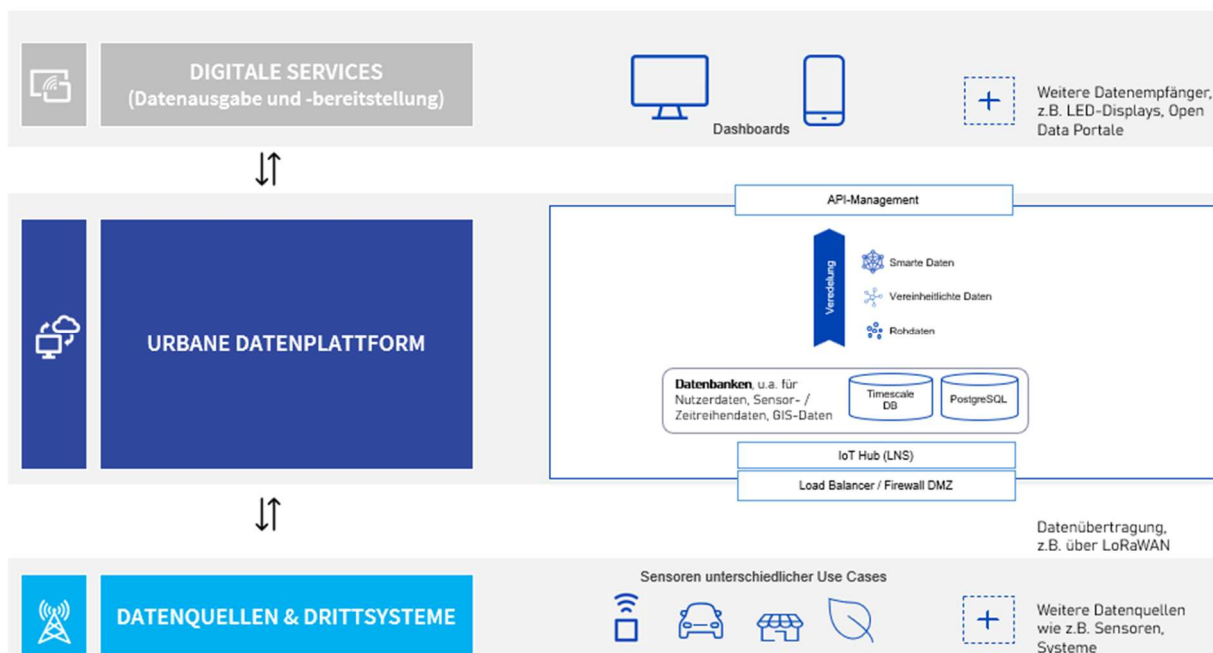 DIGITALE SERVICES
(Datenausgabe und -bereitstellung)
Dashboards
Weitere Datenempfänger,
z.B. LED-Displays, Open
Data Portale
URBANE DATENPLATTFORM
API-Management
Veredelung
Smarte Daten
Vereinheitlichte Daten
Rohdaten
Datenbanken, u.a. für
Nutzerdaten, Sensor- /
Zeitreihendaten, GIS-Daten
Timescale
DB
PostgreSQL
IoT Hub (LNS)
Load Balancer / Firewall DMZ
Datenübertragung,
z.B. über LoRaWAN
DATENQUELLEN & DRITTSYSTEME
Sensoren unterschiedlicher Use Cases
Weitere Datenquellen
wie z.B. Sensoren,
Systeme